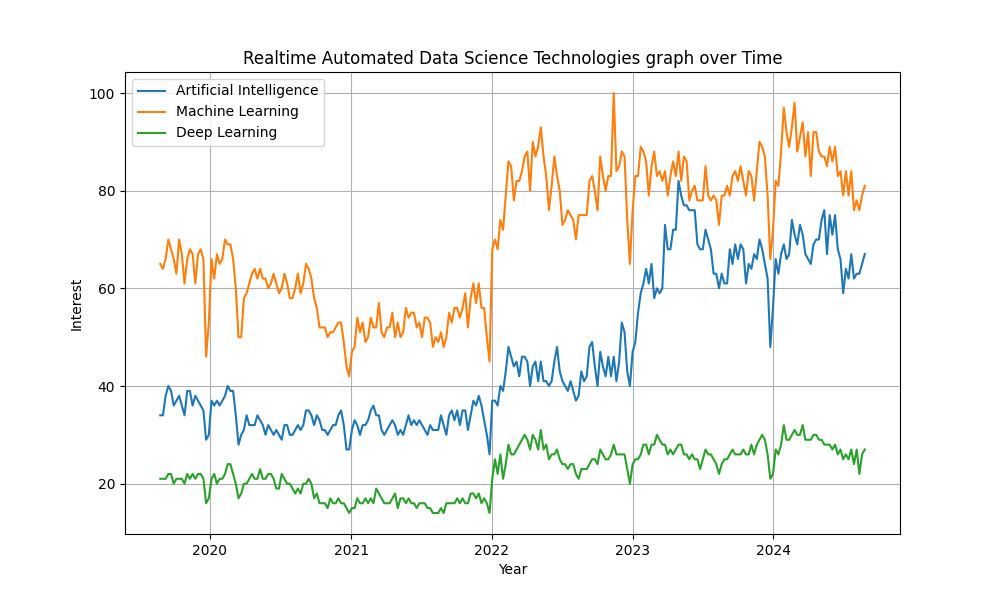 Realtime Automated Data Science Technologies graph over Time
Artificial Intelligence
Machine Learning
Deep Learning
100
80
60
40
20
Interest
2020 2021 2022 2023 2024
Year